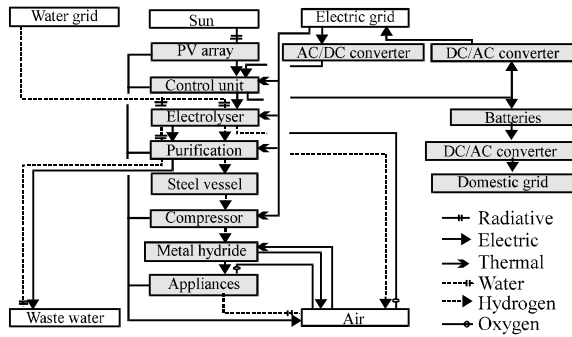 Water grid
Sun
Electric grid
PV array
AC/DC converter
DC/AC converter
Control unit
Electrolyser
Batteries
Purification
DC/AC converter
Steel vessel
Domestic grid
Compressor
Metal hydride
Appliances
Waste water
Air
Radiative
Electric
Thermal
Water
Hydrogen
Oxygen